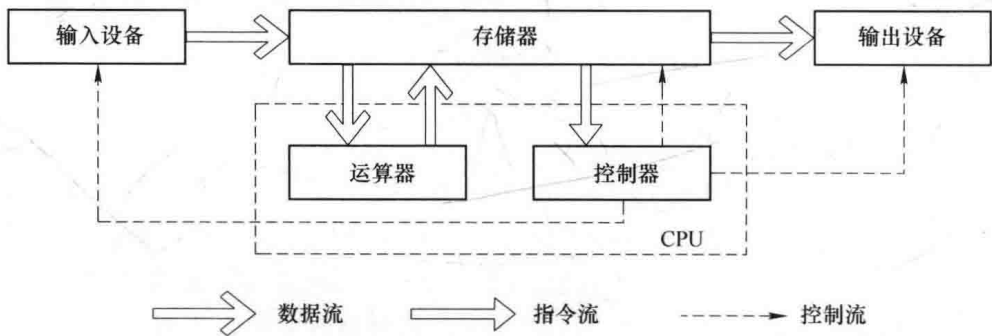 输入设备
存储器
输出设备
运算器
控制器
CPU
数据流
指令流
控制流